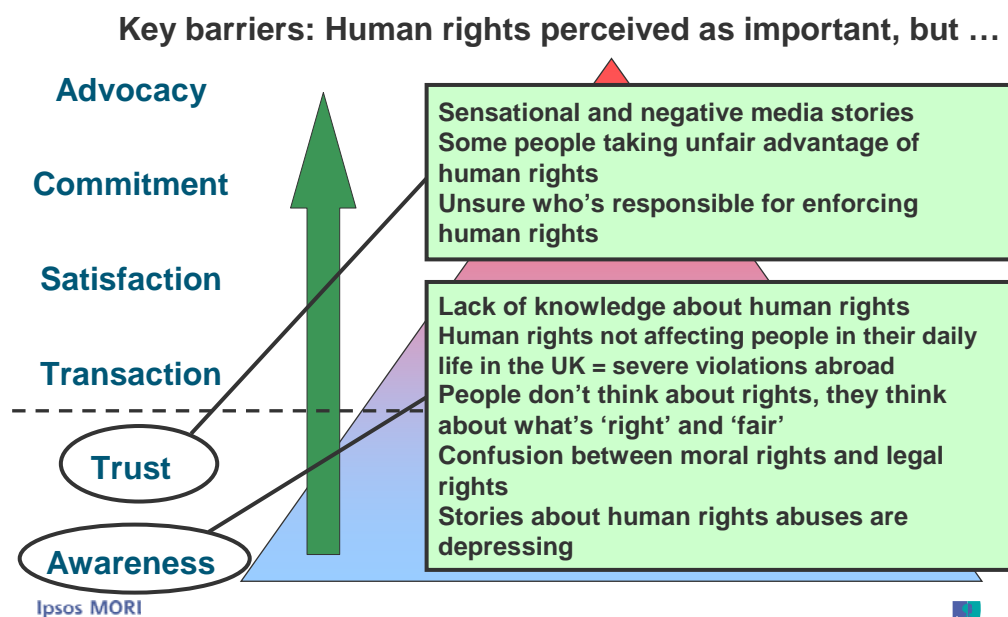 Key barriers: Human rights perceived as important, but …
Advocacy
Commitment
Satisfaction
Transaction
Trust
Awareness
Sensational and negative media stories
Some people taking unfair advantage of
human rights
Unsure who’s responsible for enforcing
human rights
Lack of knowledge about human rights
Human rights not affecting people in their daily
life in the UK = severe violations abroad
People don’t think about rights, they think
about what’s ‘right’ and ‘fair’
Confusion between moral rights and legal
rights
Stories about human rights abuses are
depressing
Ipsos MORI